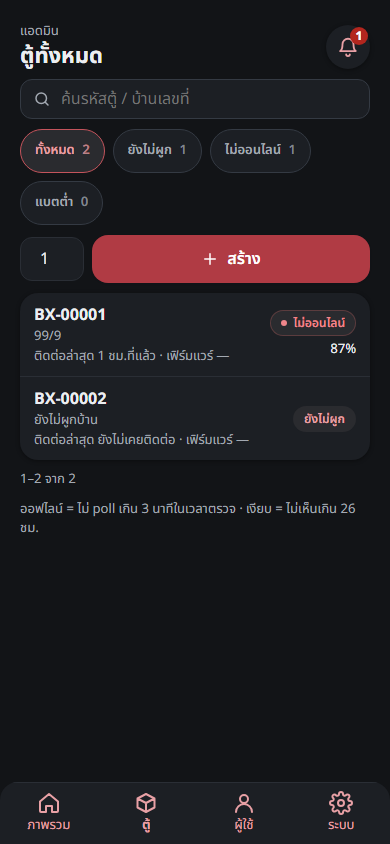 แอดมิน
ตู้ทั้งหมด
1
ค้นรหัสตู้ / บ้านเลขที่
ทั้งหมด 2
ยังไม่ผูก 1
ไม่ออนไลน์ 1
แบตต่ำ 0
1
+ สร้าง
BX-00001
99/9
ติดต่อล่าสุด 1 ชม.ที่แล้ว · เฟิร์มแวร์ —
ไม่ออนไลน์
87%
BX-00002
ยังไม่ผูกบ้าน
ติดต่อล่าสุด ยังไม่เคยติดต่อ · เฟิร์มแวร์ —
ยังไม่ผูก
1–2 จาก 2
ออฟไลน์ = ไม่ poll เกิน 3 นาทีในเวลาตรวจ · เงียบ = ไม่เห็นเกิน 26
ชม.
ภาพรวม
ตู้
ผู้ใช้
ระบบ